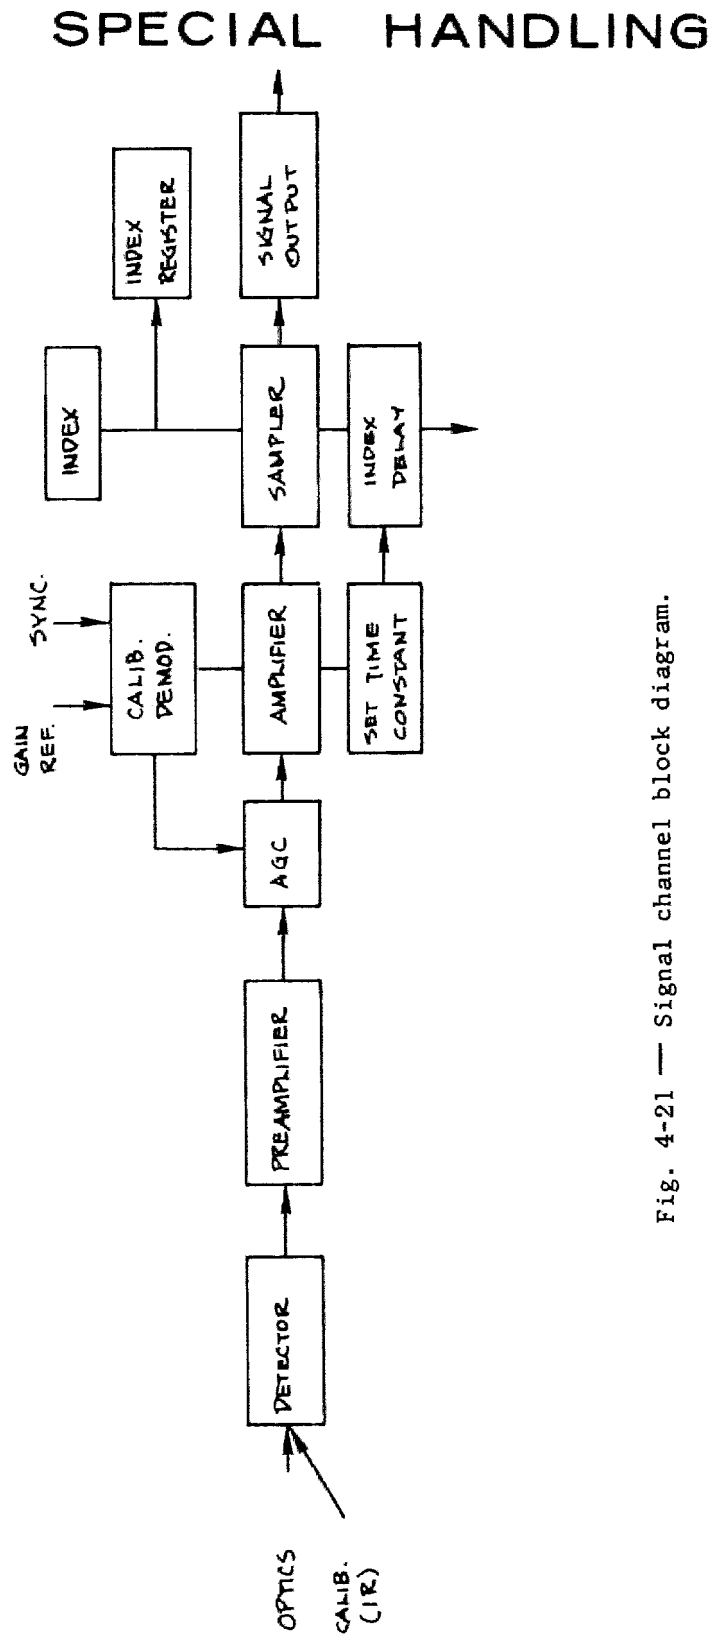 SPECIAL HANDLING
OPTICS
CALIB.
(IR)
DETECTOR
PREAMPLIFIER
AGC
GAIN
REF.
SYNC.
CALIB.
DEMOD.
AMPLIFIER
SET TIME
CONSTANT
INDEX
SAMPLER
INDEX
DELAY
INDEX
REGISTER
SIGNAL
OUTPUT
Fig. 4-21 — Signal channel block diagram.